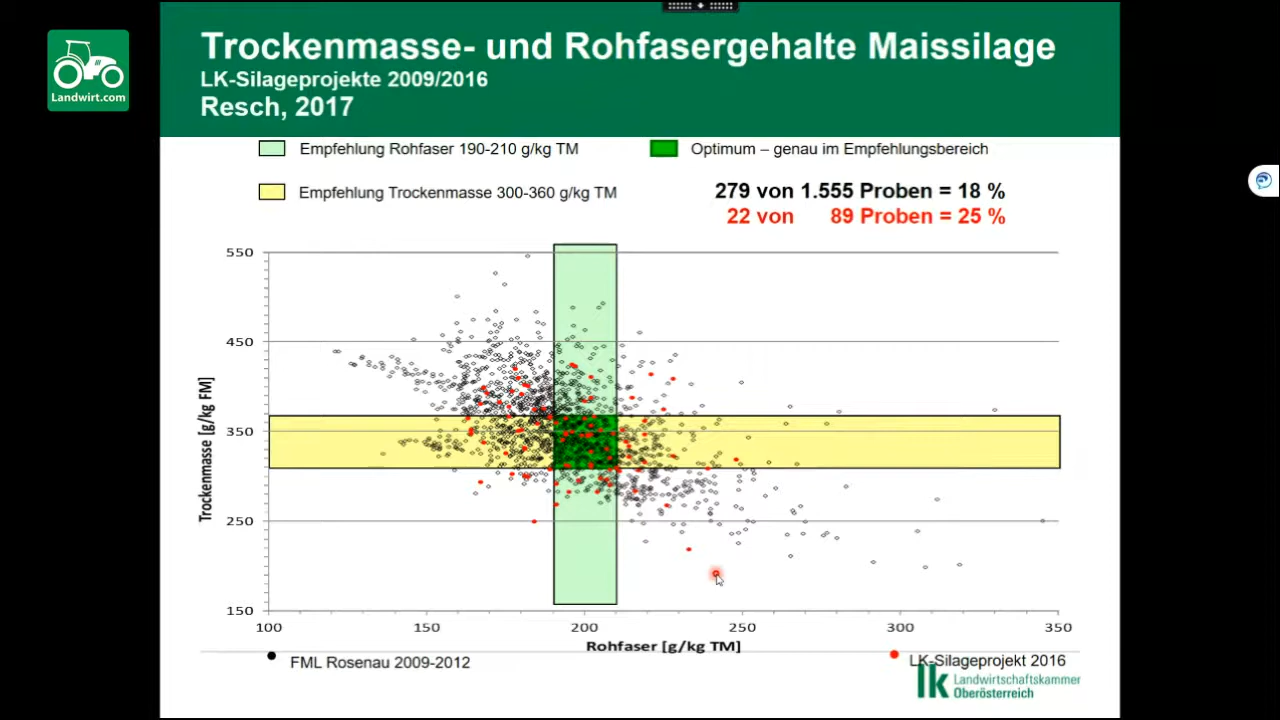 Landwirt.com
Trockenmasse- und Rohfasergehalte Maissilage
LK-Silageprojekte 2009/2016
Resch, 2017
Empfehlung Rohfaser 190-210 g/kg TM
Optimum – genau im Empfehlungsbereich
Empfehlung Trockenmasse 300-360 g/kg TM
279 von 1.555 Proben = 18 %
22 von 89 Proben = 25 %
Trockenmasse [g/kg FM]
550
450
350
250
150
100 150 200 250 300 350
Rohfaser [g/kg TM]
FML Rosenau 2009-2012
LK-Silageprojekt 2016
lk Landwirtschaftskammer
Oberösterreich